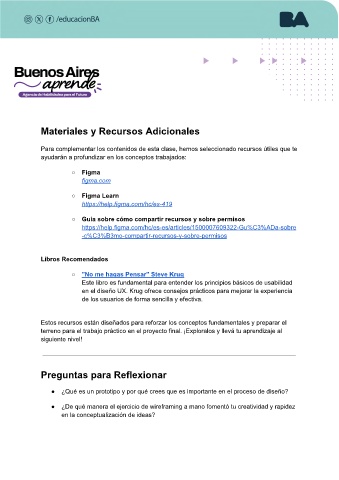 /educacionBA
BA
Buenos Aires
aprende
Agencia de Habilidades para el Futuro
Materiales y Recursos Adicionales
Para complementar los contenidos de esta clase, hemos seleccionado recursos útiles que te
ayudarán a profundizar en los conceptos trabajados:
○ Figma
figma.com
○ Figma Learn
https://help.figma.com/hc/es-419
○ Guía sobre cómo compartir recursos y sobre permisos
https://help.figma.com/hc/es-es/articles/1500007609322-Gu%C3%ADa-sobre
-c%C3%B3mo-compartir-recursos-y-sobre-permisos
Libros Recomendados
○ "No me hagas Pensar" Steve Krug
Este libro es fundamental para entender los principios básicos de usabilidad
en el diseño UX. Krug ofrece consejos prácticos para mejorar la experiencia
de los usuarios de forma sencilla y efectiva.
Estos recursos están diseñados para reforzar los conceptos fundamentales y preparar el
terreno para el trabajo práctico en el proyecto final. ¡Exploralos y llevá tu aprendizaje al
siguiente nivel!
Preguntas para Reflexionar
● ¿Qué es un prototipo y por qué crees que es importante en el proceso de diseño?
● ¿De qué manera el ejercicio de wireframing a mano fomentó tu creatividad y rapidez
en la conceptualización de ideas?